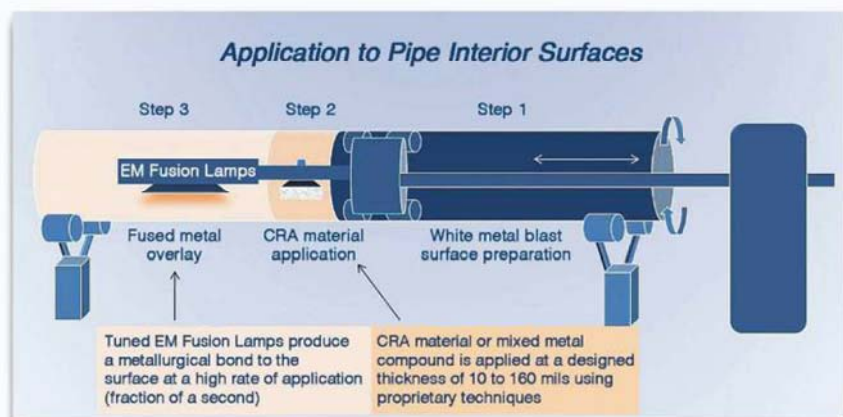 Application to Pipe Interior Surfaces
Step 3
Step 2
Step 1
EM Fusion Lamps
Fused metal
overlay
CRA material
application
White metal blast
surface preparation
Tuned EM Fusion Lamps produce
a metallurgical bond to the
surface at a high rate of application
(fraction of a second)
CRA material or mixed metal
compound is applied at a designed
thickness of 10 to 160 mils using
proprietary techniques